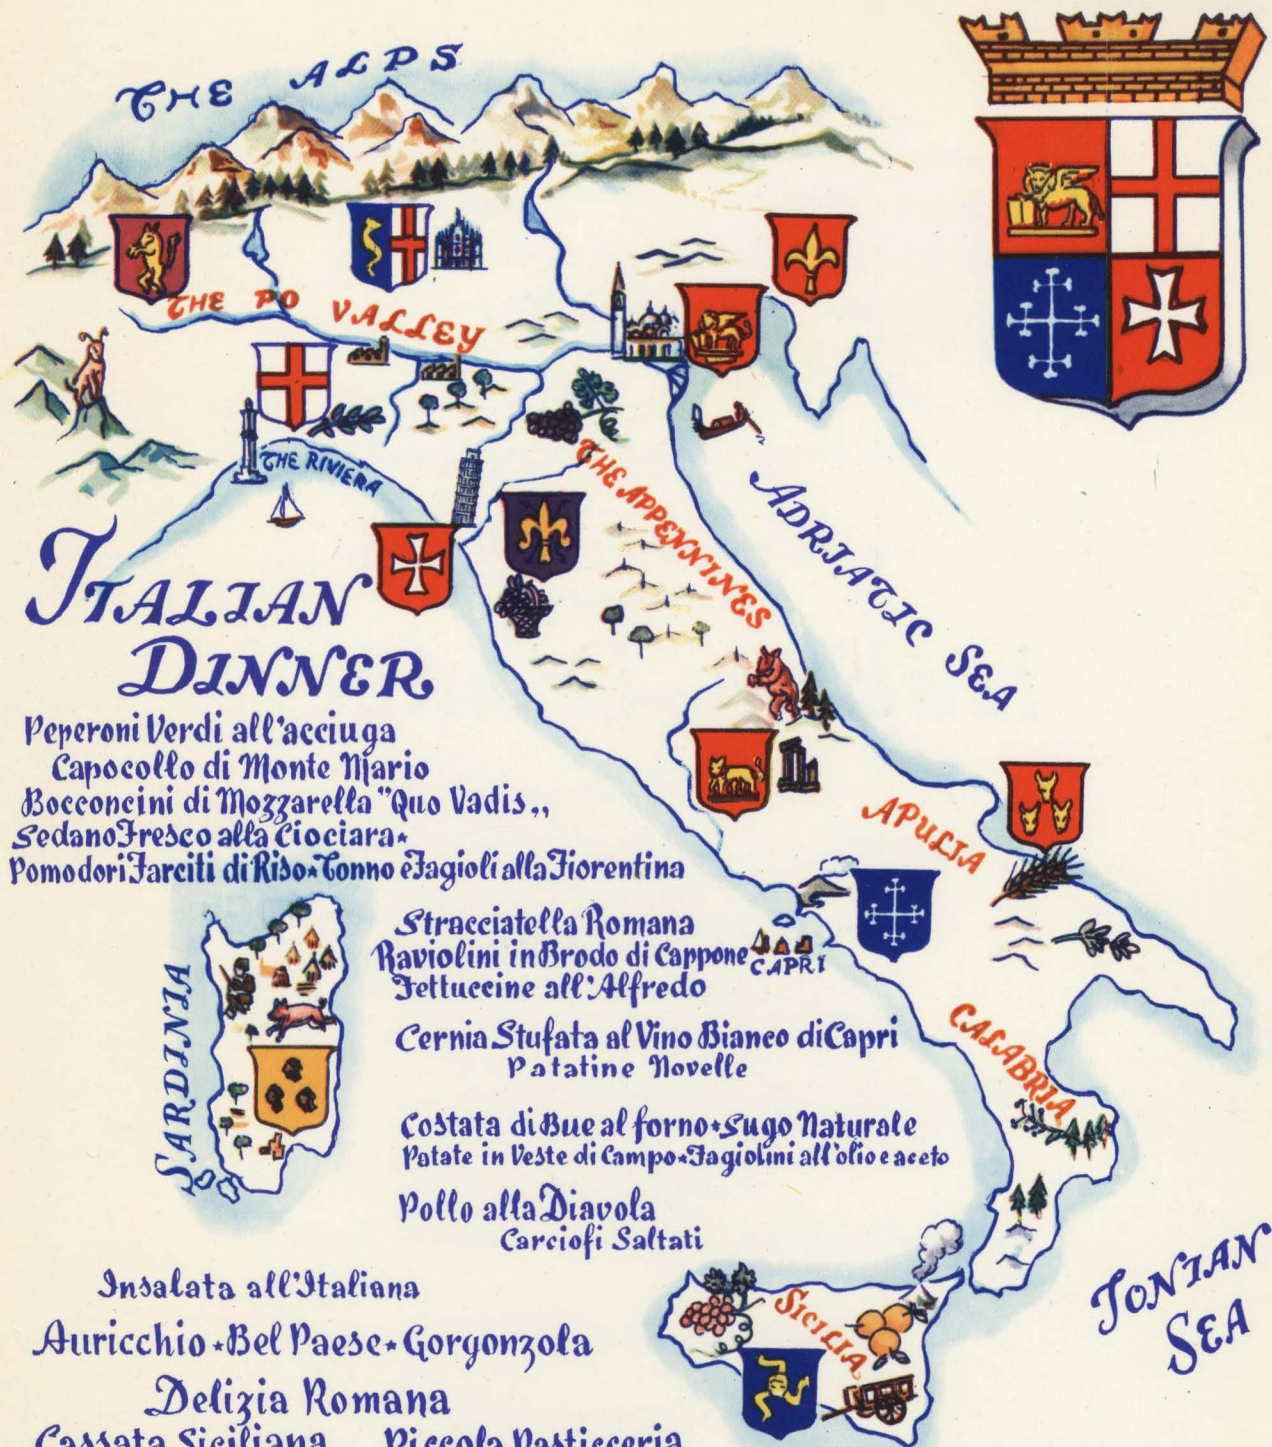 THE ALPS
THE PO VALLEY
THE RIVIERA
THE APPENNINES
ADRIATIC SEA
ITALIAN
DINNER
Peperoni Verdi all'acciuga
Capocollo di Monte Mario
Bocconcini di Mozzarella "Quo Vadis,,
Sedano Fresco alla Ciociara*
Pomodori Farciti di Riso*Tonno e Fagioli alla Fiorentina
APULIA
Stracciatella Romana
Raviolini in Brodo di Cappone
Fettuccine all'Alfredo
CAPRI
SARDINIA
CALABRIA
Cernia Stufata al Vino Bianco di Capri
Patatine Novelle
Costata di Bue al forno*Sugo Naturale
Patate in Veste di Campo*Fagiolini all'olio e aceto
Pollo alla Diavola
Carciofi Saltati
IONIAN
SEA
SICILIA
Insalata all'Italiana
Auricchio*Bel Paese*Gorgonzola
Delizia Romana
Cassata Siciliana Piccola Pasticceria